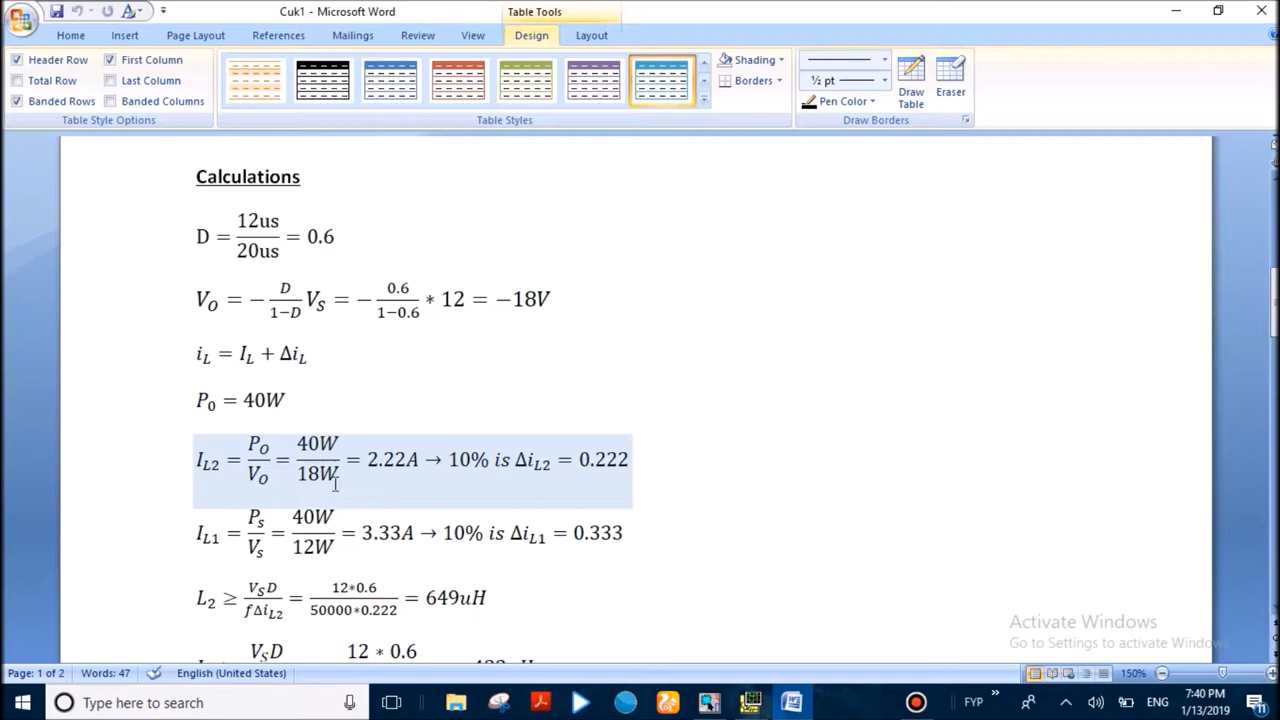 Cuk1 - Microsoft Word
Table Tools
Home Insert Page Layout References Mailings Review View Design Layout
Header Row First Column
Total Row Last Column
Banded Rows Banded Columns
Table Style Options
Table Styles
Shading
Borders
½ pt
Pen Color
Draw Table
Eraser
Draw Borders
Calculations
D = 12us/20us = 0.6
V_O = −D/(1−D) V_S = −0.6/(1−0.6) ∗ 12 = −18V
i_L = I_L + Δi_L
P_0 = 40W
I_L2 = P_O/V_O = 40W/18W = 2.22A → 10% is Δi_L2 = 0.222
I_L1 = P_s/V_s = 40W/12W = 3.33A → 10% is Δi_L1 = 0.333
L_2 ≥ V_S D/(fΔi_L2) = 12∗0.6/(50000∗0.222) = 649uH
V_S D 12 ∗ 0.6
Activate Windows
Go to Settings to activate Windows.
Page: 1 of 2 Words: 47 English (United States) 150%
Type here to search
FYP
ENG
7:40 PM
1/13/2019
11